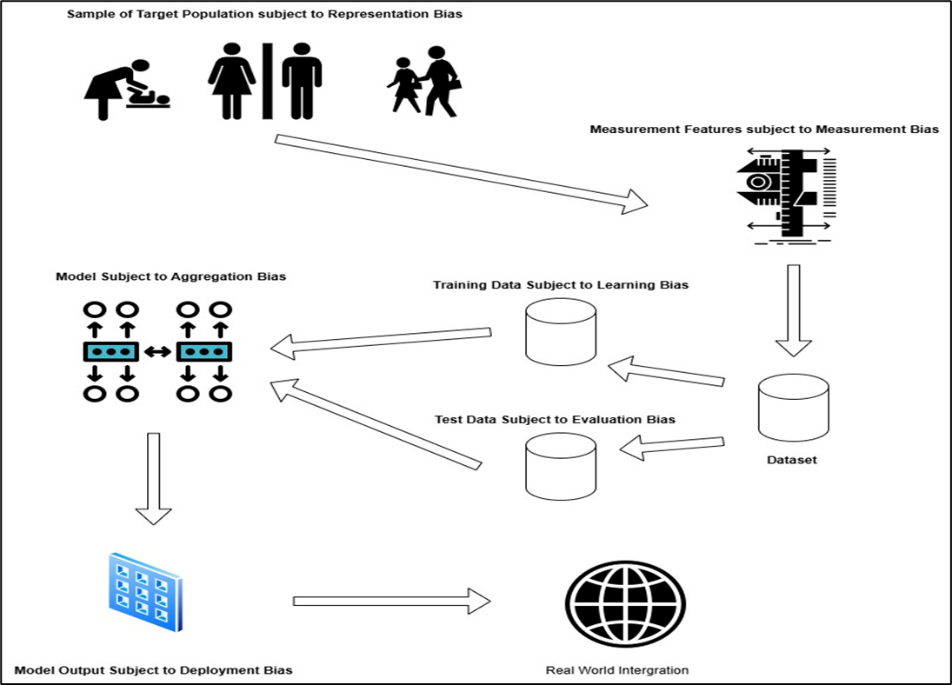 Sample of Target Population subject to Representation Bias
Measurement Features subject to Measurement Bias
Model Subject to Aggregation Bias
Training Data Subject to Learning Bias
Test Data Subject to Evaluation Bias
Dataset
Model Output Subject to Deployment Bias
Real World Intergration